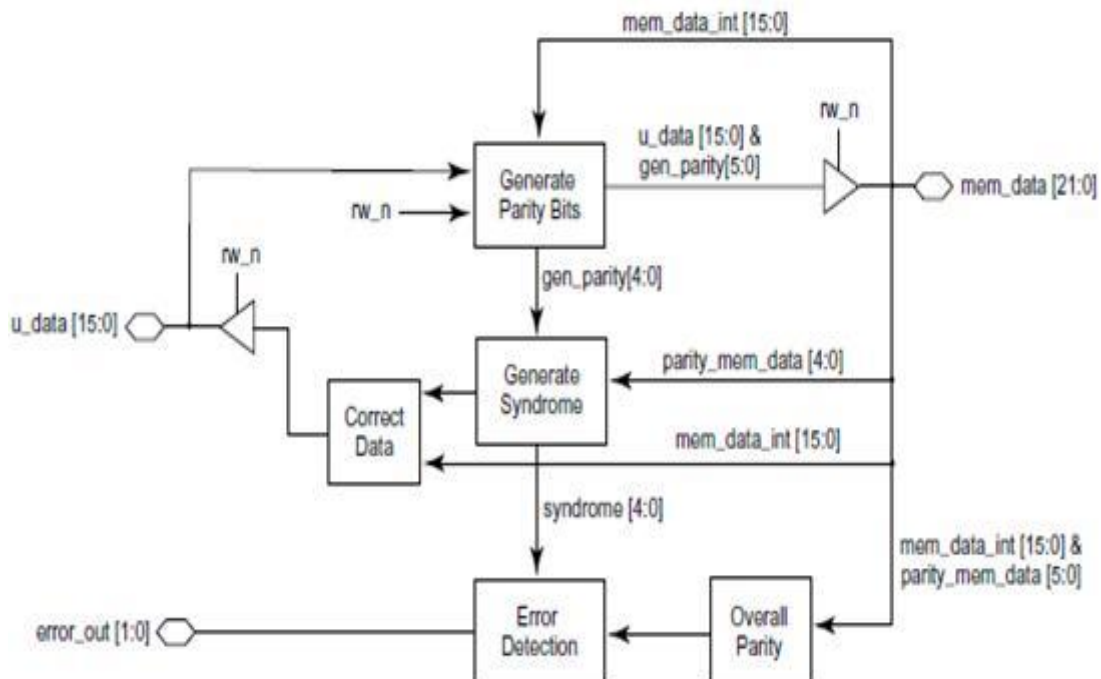 mem_data_int [15:0]
rw_n
u_data [15:0] &
gen_parity[5:0]
Generate
Parity Bits
mem_data [21:0]
rw_n
rw_n
gen_parity[4:0]
u_data [15:0]
parity_mem_data [4:0]
Generate
Syndrome
Correct
Data
mem_data_int [15:0]
syndrome [4:0]
mem_data_int [15:0] &
parity_mem_data [5:0]
error_out [1:0]
Error
Detection
Overall
Parity